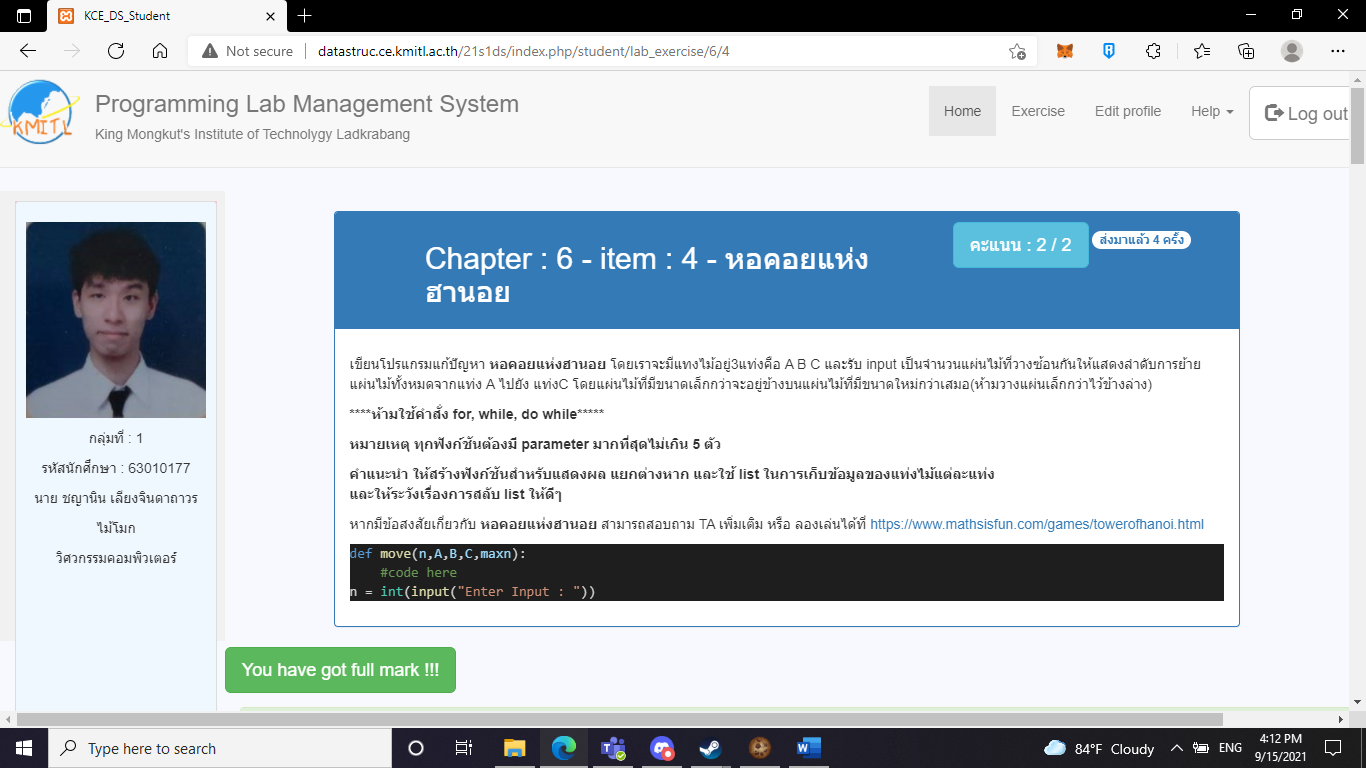 KCE_DS_Student
Not secure
datastruc.ce.kmitl.ac.th/21s1ds/index.php/student/lab_exercise/6/4
KMITL
Programming Lab Management System
King Mongkut's Institute of Technolygy Ladkrabang
Home
Exercise
Edit profile
Help
Log out
กลุ่มที่ : 1
รหัสนักศึกษา : 63010177
นาย ชญานิน เลียงจินดาถาวร
ไม้โมก
วิศวกรรมคอมพิวเตอร์
Chapter : 6 - item : 4 - หอคอยแห่ง
ฮานอย
คะแนน : 2 / 2
ส่งมาแล้ว 4 ครั้ง
เขียนโปรแกรมแก้ปัญหา หอคอยแห่งฮานอย โดยเราจะมีแทงไม้อยู่3แท่งคือ A B C และรับ input เป็นจำนวนแผ่นไม้ที่วางซ้อนกันให้แสดงลำดับการย้าย
แผ่นไม้ทั้งหมดจากแท่ง A ไปยัง แท่งC โดยแผ่นไม้ที่มีขนาดเล็กกว่าจะอยู่ข้างบนแผ่นไม้ที่มีขนาดใหม่กว่าเสมอ(ห้ามวางแผ่นเล็กกว่าไว้ข้างล่าง)
****ห้ามใช้คำสั่ง for, while, do while*****
หมายเหตุ ทุกฟังก์ชันต้องมี parameter มากที่สุดไม่เกิน 5 ตัว
คำแนะนำ ให้สร้างฟังก์ชันสำหรับแสดงผล แยกต่างหาก และใช้ list ในการเก็บข้อมูลของแท่งไม้แต่ละแท่ง
และให้ระวังเรื่องการสลับ list ให้ดีๆ
หากมีข้อสงสัยเกี่ยวกับ หอคอยแห่งฮานอย สามารถสอบถาม TA เพิ่มเติม หรือ ลองเล่นได้ที่ https://www.mathsisfun.com/games/towerofhanoi.html
def move(n,A,B,C,maxn):
#code here
n = int(input("Enter Input : "))
You have got full mark !!!
Type here to search
84°F Cloudy
ENG
4:12 PM
9/15/2021